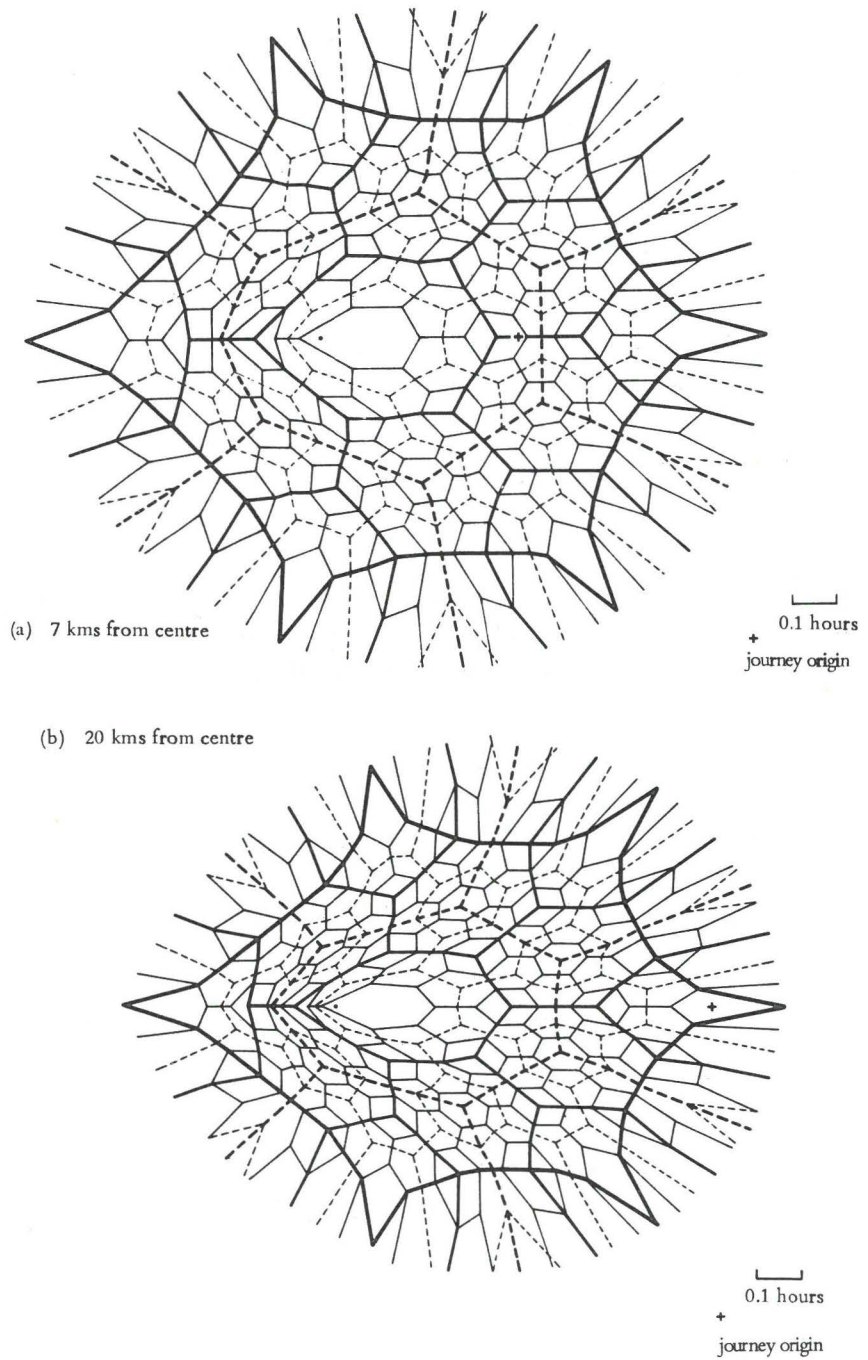 (a) 7 kms from centre
0.1 hours
+
journey origin
(b) 20 kms from centre
0.1 hours
+
journey origin